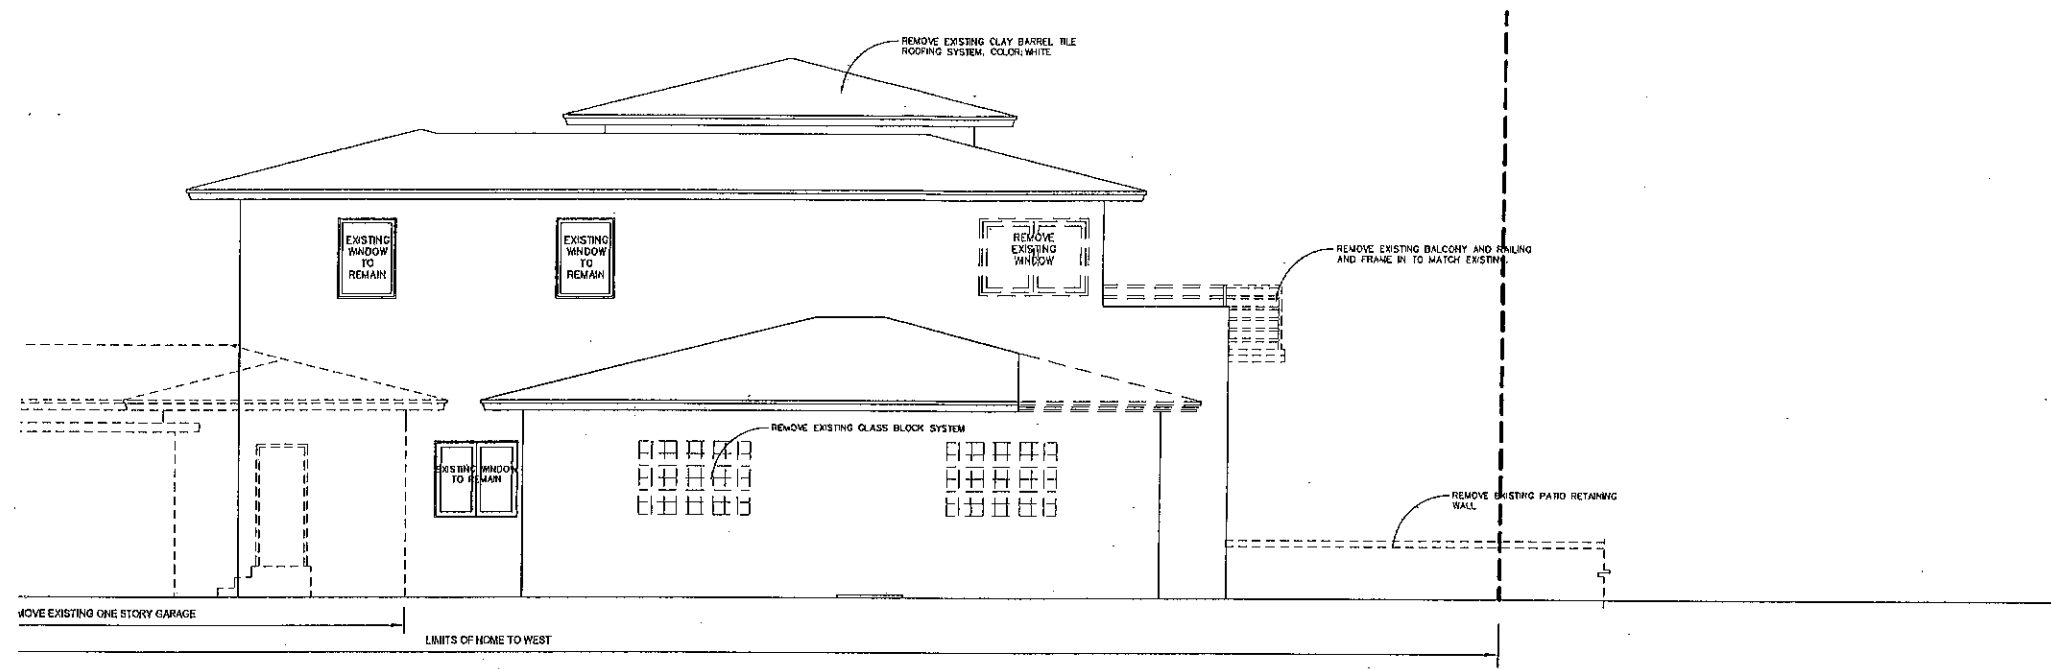 REMOVE EXISTING CLAY BARREL TILE
ROOFING SYSTEM, COLOR: WHITE
EXISTING
WINDOW
TO
REMAIN
EXISTING
WINDOW
TO
REMAIN
REMOVE
EXISTING
WINDOW
REMOVE EXISTING BALCONY AND RAILING
AND FRAME IN TO MATCH EXISTING.
REMOVE EXISTING GLASS BLOCK SYSTEM
EXISTING WINDOW
TO REMAIN
REMOVE EXISTING PATIO RETAINING
WALL
MOVE EXISTING ONE STORY GARAGE
LIMITS OF HOME TO WEST